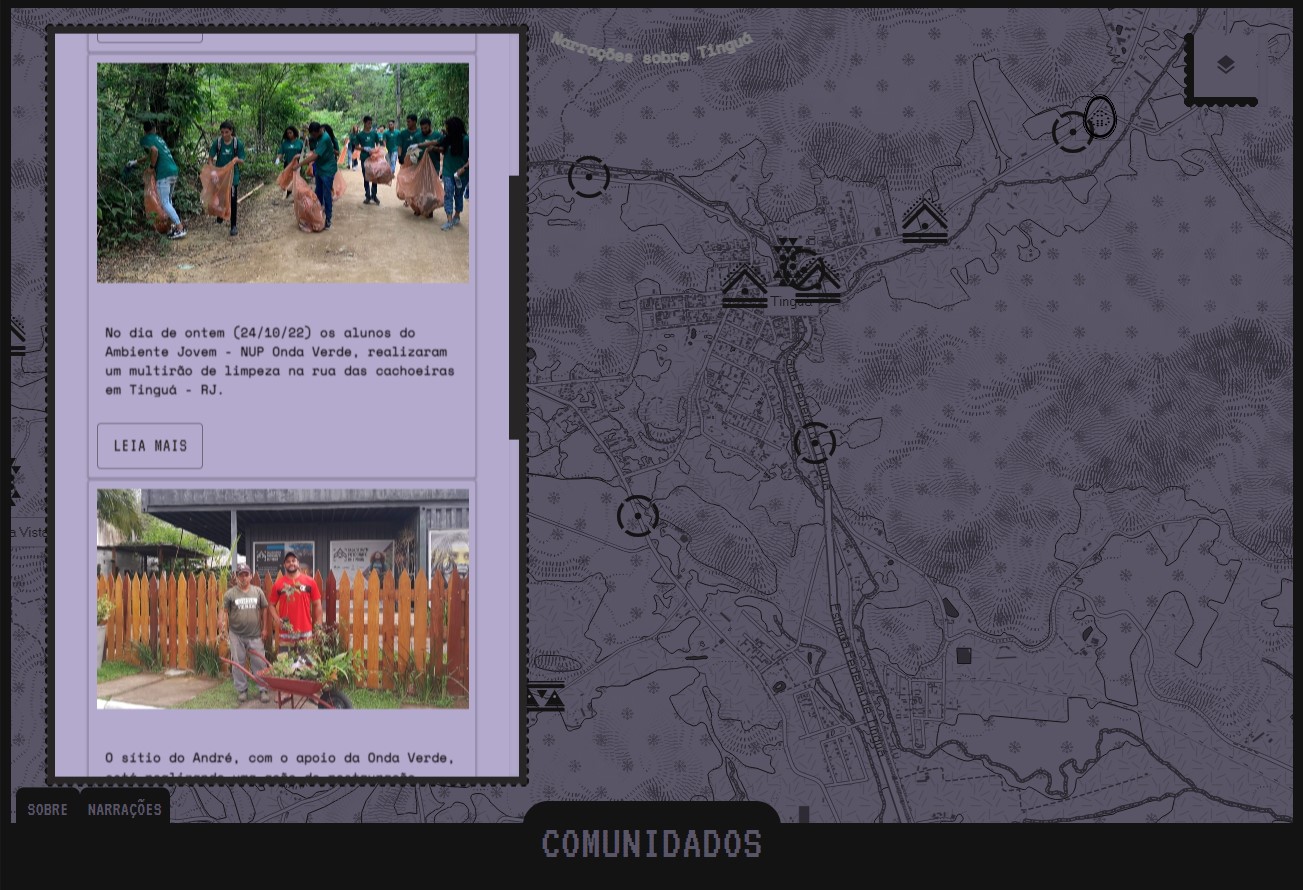 Narrações sobre Tinguá
No dia de ontem (24/10/22) os alunos do
Ambiente Jovem - NUP Onda Verde, realizaram
um multirão de limpeza na rua das cachoeiras
em Tinguá - RJ.
LEIA MAIS
O sítio do André, com o apoio da Onda Verde,
Tinguá
a Vist
SOBRE
NARRAÇÕES
COMUNIDADOS